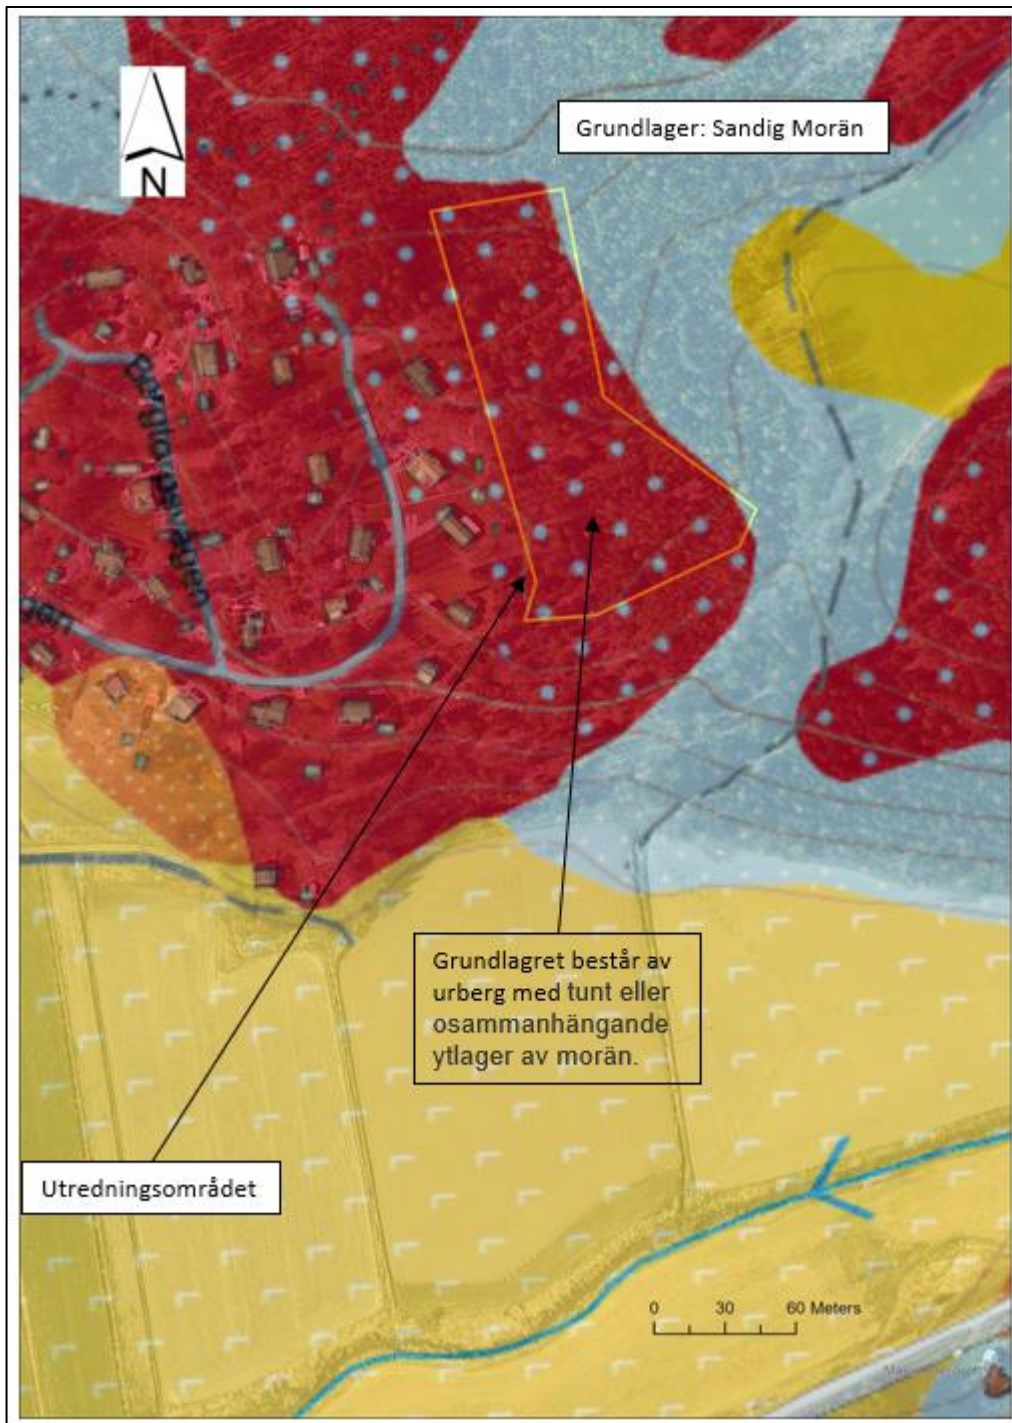 Grundlager: Sandig Morän
N
Bergtorpsvägen
Grundlagret består av
urberg med tunt eller
osammanhängande
ytlager av morän.
Utredningsområdet
0 30 60 Meters